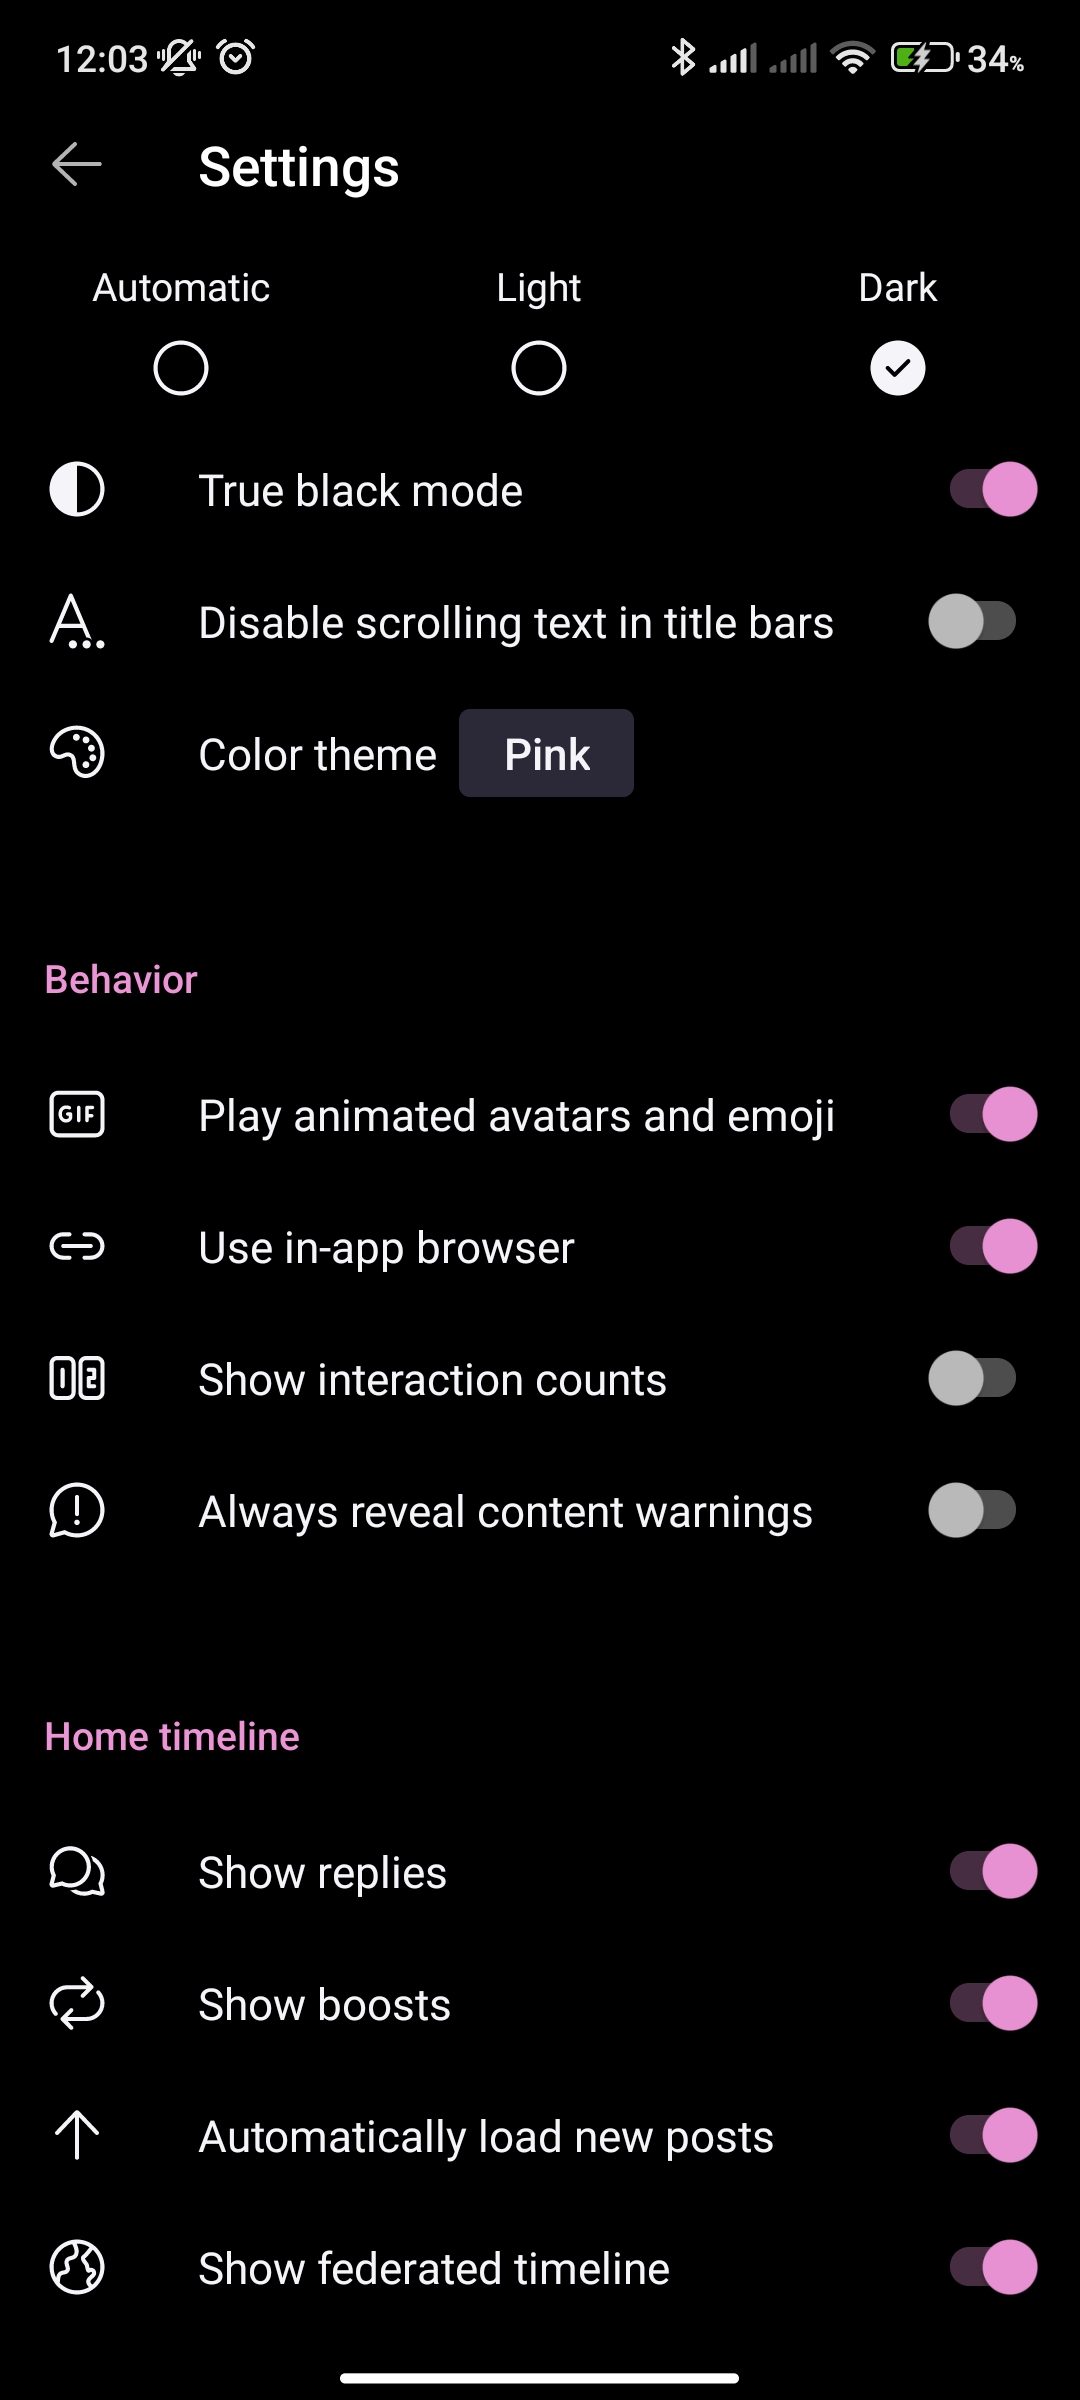 12:03 34%
Settings
Automatic Light Dark
True black mode
Disable scrolling text in title bars
Color theme Pink
Behavior
GIF Play animated avatars and emoji
Use in-app browser
12 Show interaction counts
Always reveal content warnings
Home timeline
Show replies
Show boosts
Automatically load new posts
Show federated timeline